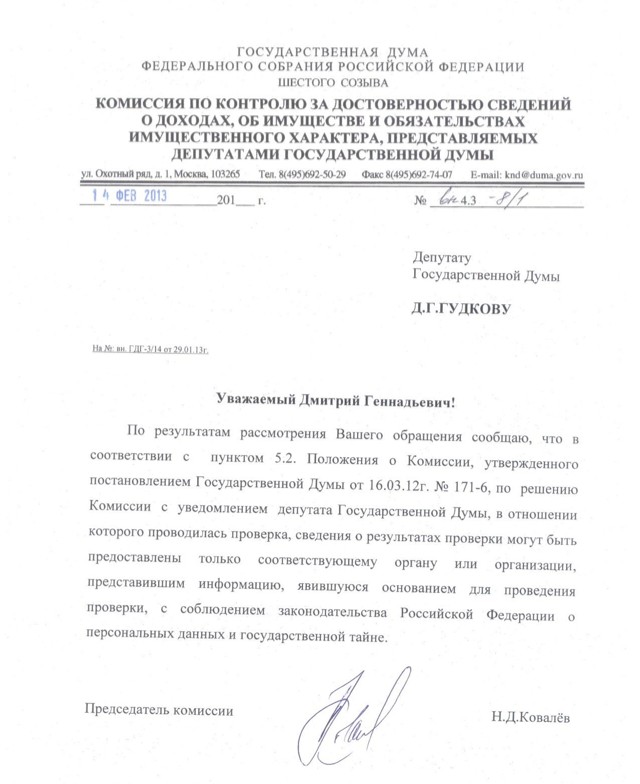 ГОСУДАРСТВЕННАЯ ДУМА
ФЕДЕРАЛЬНОГО СОБРАНИЯ РОССИЙСКОЙ ФЕДЕРАЦИИ
ШЕСТОГО СОЗЫВА
КОМИССИЯ ПО КОНТРОЛЮ ЗА ДОСТОВЕРНОСТЬЮ СВЕДЕНИЙ
О ДОХОДАХ, ОБ ИМУЩЕСТВЕ И ОБЯЗАТЕЛЬСТВАХ
ИМУЩЕСТВЕННОГО ХАРАКТЕРА, ПРЕДСТАВЛЯЕМЫХ
ДЕПУТАТАМИ ГОСУДАРСТВЕННОЙ ДУМЫ
ул. Охотный ряд, д. 1, Москва, 103265 Тел. 8(495)692-50-29 Факс 8(495)692-74-07 E-mail: knd@duma.gov.ru
14 ФЕВ 2013 201___ г. № вн 4.3 -8/1
Депутату
Государственной Думы
Д.Г.ГУДКОВУ
На №: вн. ГДГ-3/14 от 29.01.13г.
Уважаемый Дмитрий Геннадьевич!
По результатам рассмотрения Вашего обращения сообщаю, что в
соответствии с пунктом 5.2. Положения о Комиссии, утвержденного
постановлением Государственной Думы от 16.03.12г. № 171-6, по решению
Комиссии с уведомлением депутата Государственной Думы, в отношении
которого проводилась проверка, сведения о результатах проверки могут быть
предоставлены только соответствующему органу или организации,
представившим информацию, явившуюся основанием для проведения
проверки, с соблюдением законодательства Российской Федерации о
персональных данных и государственной тайне.
Председатель комиссии Н.Д.Ковалёв